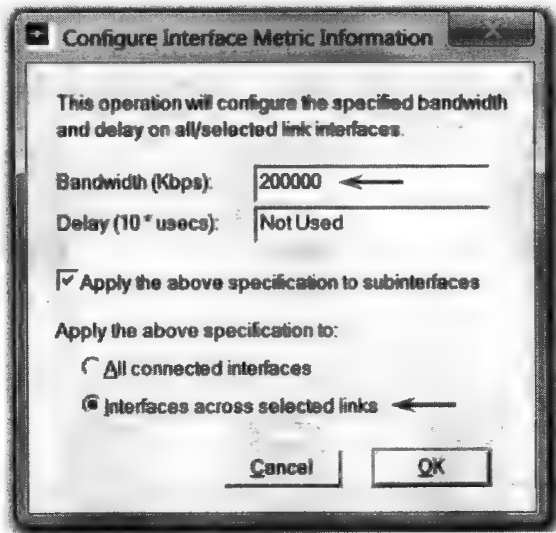 Configure Interface Metric Information
This operation will configure the specified bandwidth
and delay on all/selected link interfaces.
Bandwidth (Kbps): 200000
Delay (10 * usecs): Not Used
Apply the above specification to subinterfaces
Apply the above specification to:
All connected interfaces
Interfaces across selected links
Cancel OK